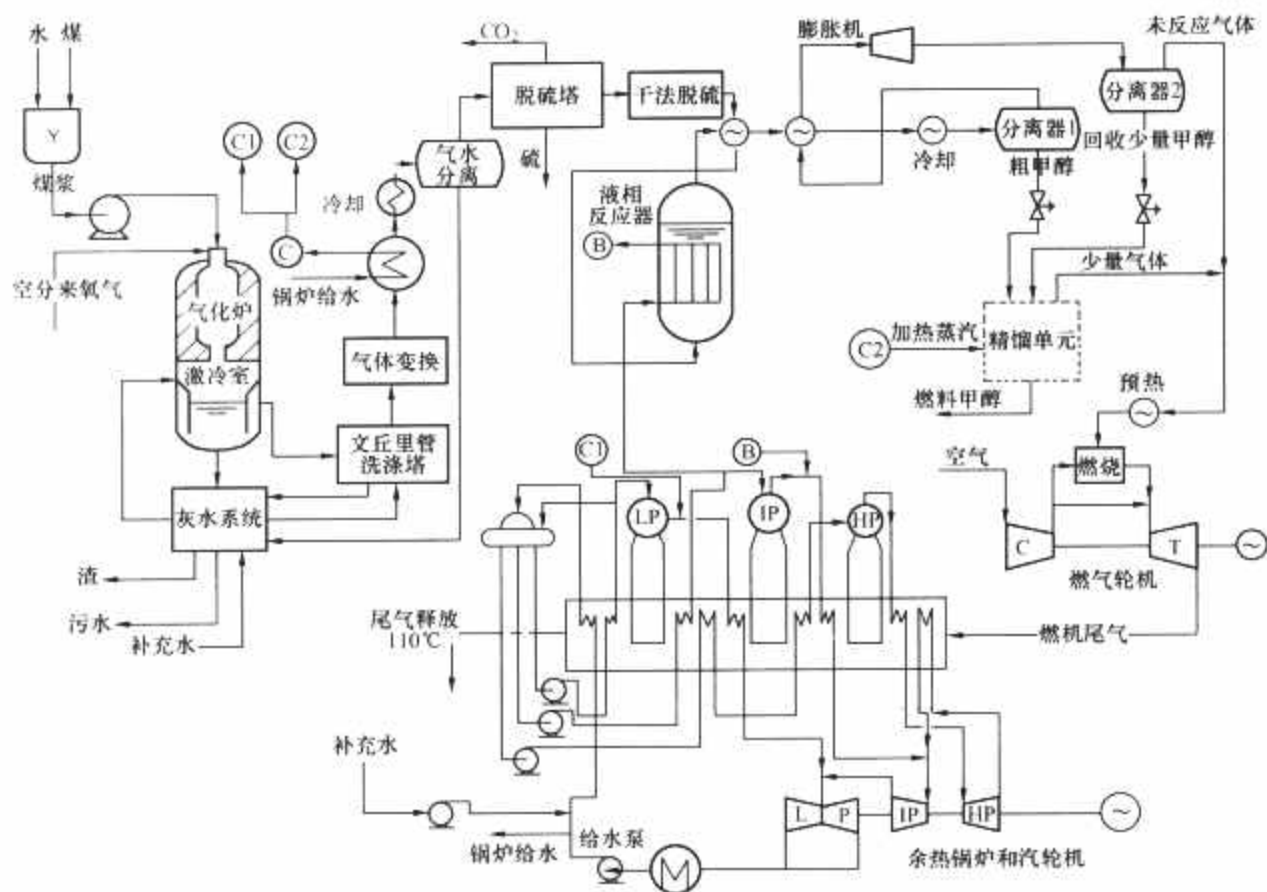 水 煤
Y
煤浆
空分来氧气
气化炉
激冷室
灰水系统
渣
污水
补充水
C1
C2
C
锅炉给水
冷却
气水
分离
气体变换
文丘里管
洗涤塔
CO₂
脱硫塔
硫
干法脱硫
液相
反应器
B
膨胀机
未反应气体
分离器2
分离器1
冷却
粗甲醇
回收少量甲醇
少量气体
C2
加热蒸汽
精馏单元
燃料甲醇
预热
空气
燃烧
C
T
燃气轮机
燃机尾气
C1
B
LP
IP
HP
尾气释放
110℃
补充水
锅炉给水
给水泵
L P
IP
HP
余热锅炉和汽轮机